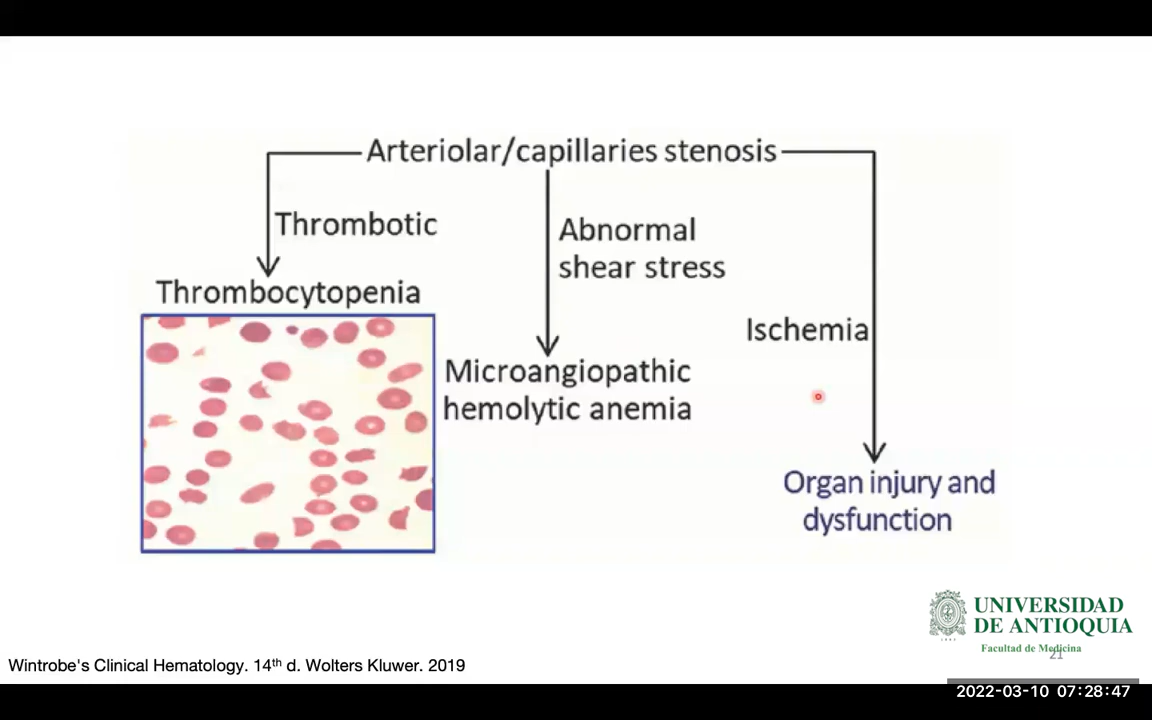 Arteriolar/capillaries stenosis
Thrombotic
Abnormal
shear stress
Thrombocytopenia
Ischemia
Microangiopathic
hemolytic anemia
Organ injury and
dysfunction
UNIVERSIDAD
DE ANTIOQUIA
Facultad de Medicina
21
Wintrobe's Clinical Hematology. 14th d. Wolters Kluwer. 2019
2022-03-10 07:28:47